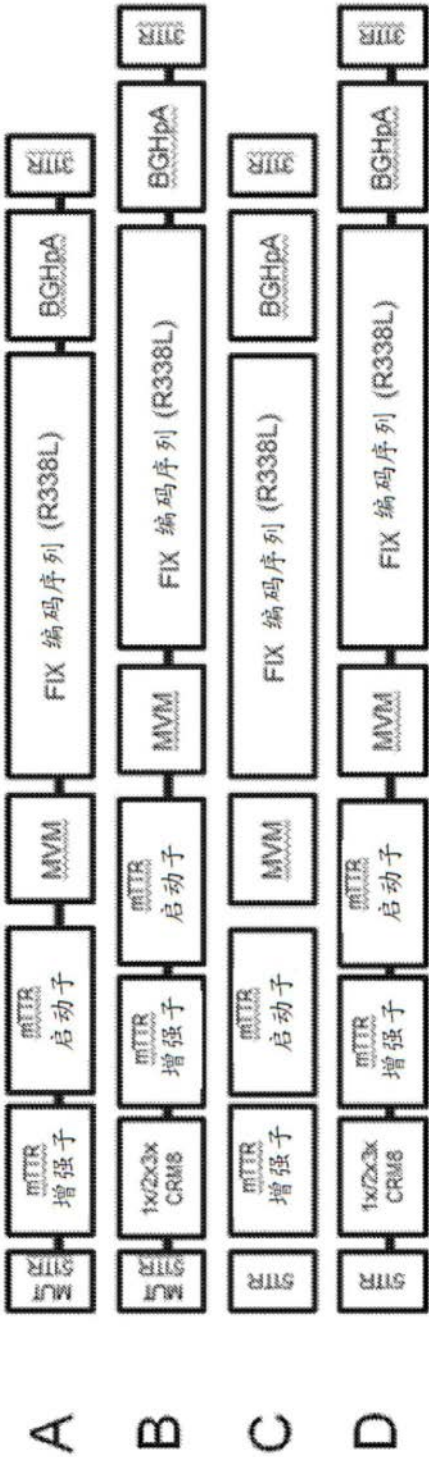 A
5'ITR
mTTR
增强子
mTTR
启动子
MVM
FIX 编码序列 (R338L)
BGHpA
3'ITR
B
5'ITR
1x/2x3x
CRM8
mTTR
增强子
mTTR
启动子
MVM
FIX 编码序列 (R338L)
BGHpA
3'ITR
C
5'ITR
mTTR
增强子
mTTR
启动子
MVM
FIX 编码序列 (R338L)
BGHpA
3'ITR
D
5'ITR
1x/2x3x
CRM8
mTTR
增强子
mTTR
启动子
MVM
FIX 编码序列 (R338L)
BGHpA
3'ITR